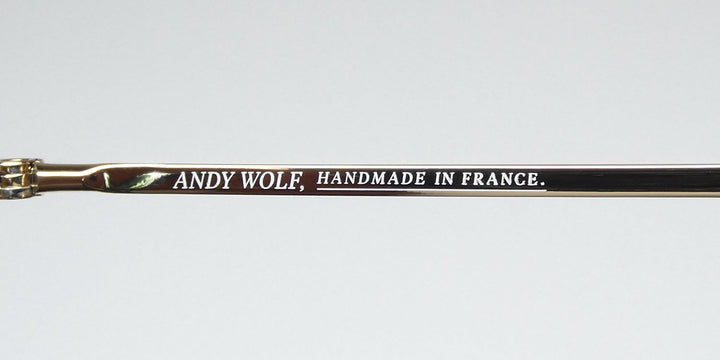 ANDY WOLF, HANDMADE IN FRANCE.